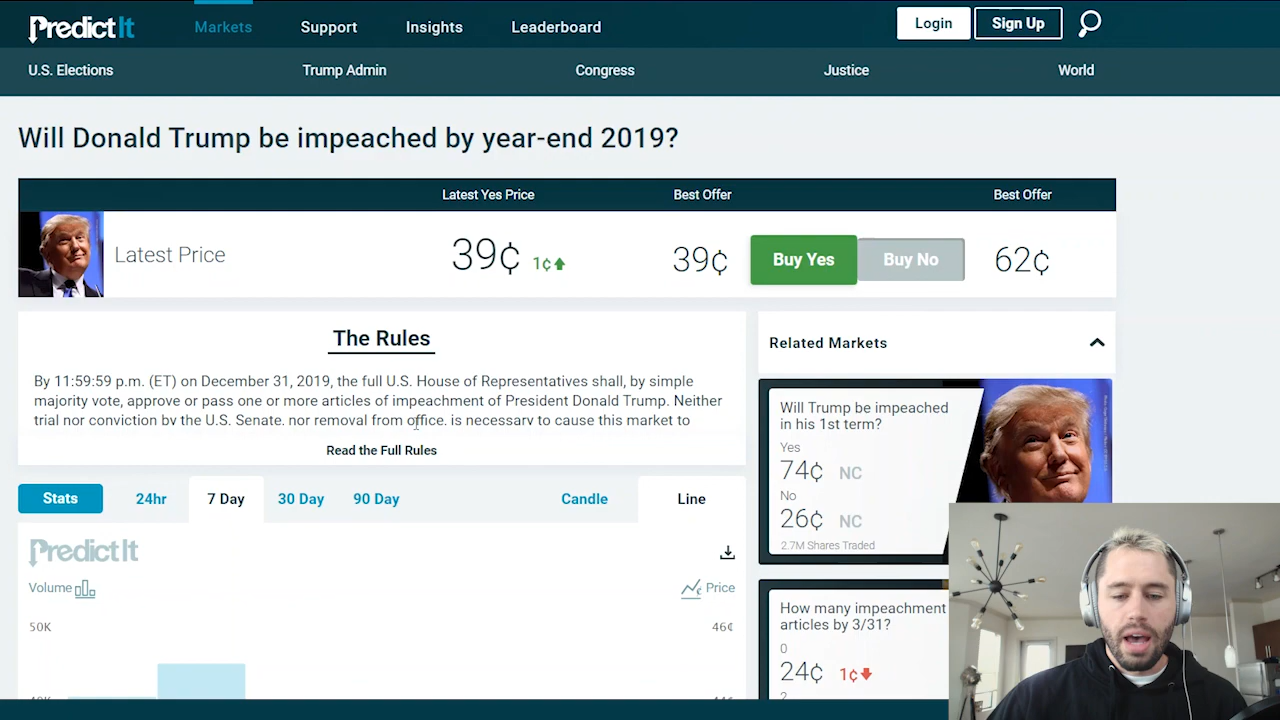 PredictIt
Markets
Support
Insights
Leaderboard
Login
Sign Up
U.S. Elections
Trump Admin
Congress
Justice
World
Will Donald Trump be impeached by year-end 2019?
Latest Yes Price
Best Offer
Best Offer
Latest Price
39¢
1¢
39¢
Buy Yes
Buy No
62¢
The Rules
By 11:59:59 p.m. (ET) on December 31, 2019, the full U.S. House of Representatives shall, by simple
majority vote, approve or pass one or more articles of impeachment of President Donald Trump. Neither
trial nor conviction by the U.S. Senate, nor removal from office, is necessary to cause this market to
Read the Full Rules
Related Markets
Will Trump be impeached
in his 1st term?
Yes
74¢ NC
No
26¢ NC
2.7M Shares Traded
Stats
24hr
7 Day
30 Day
90 Day
Candle
Line
PredictIt
Volume
Price
50K
46¢
How many impeachment
articles by 3/31?
0
24¢ 1¢